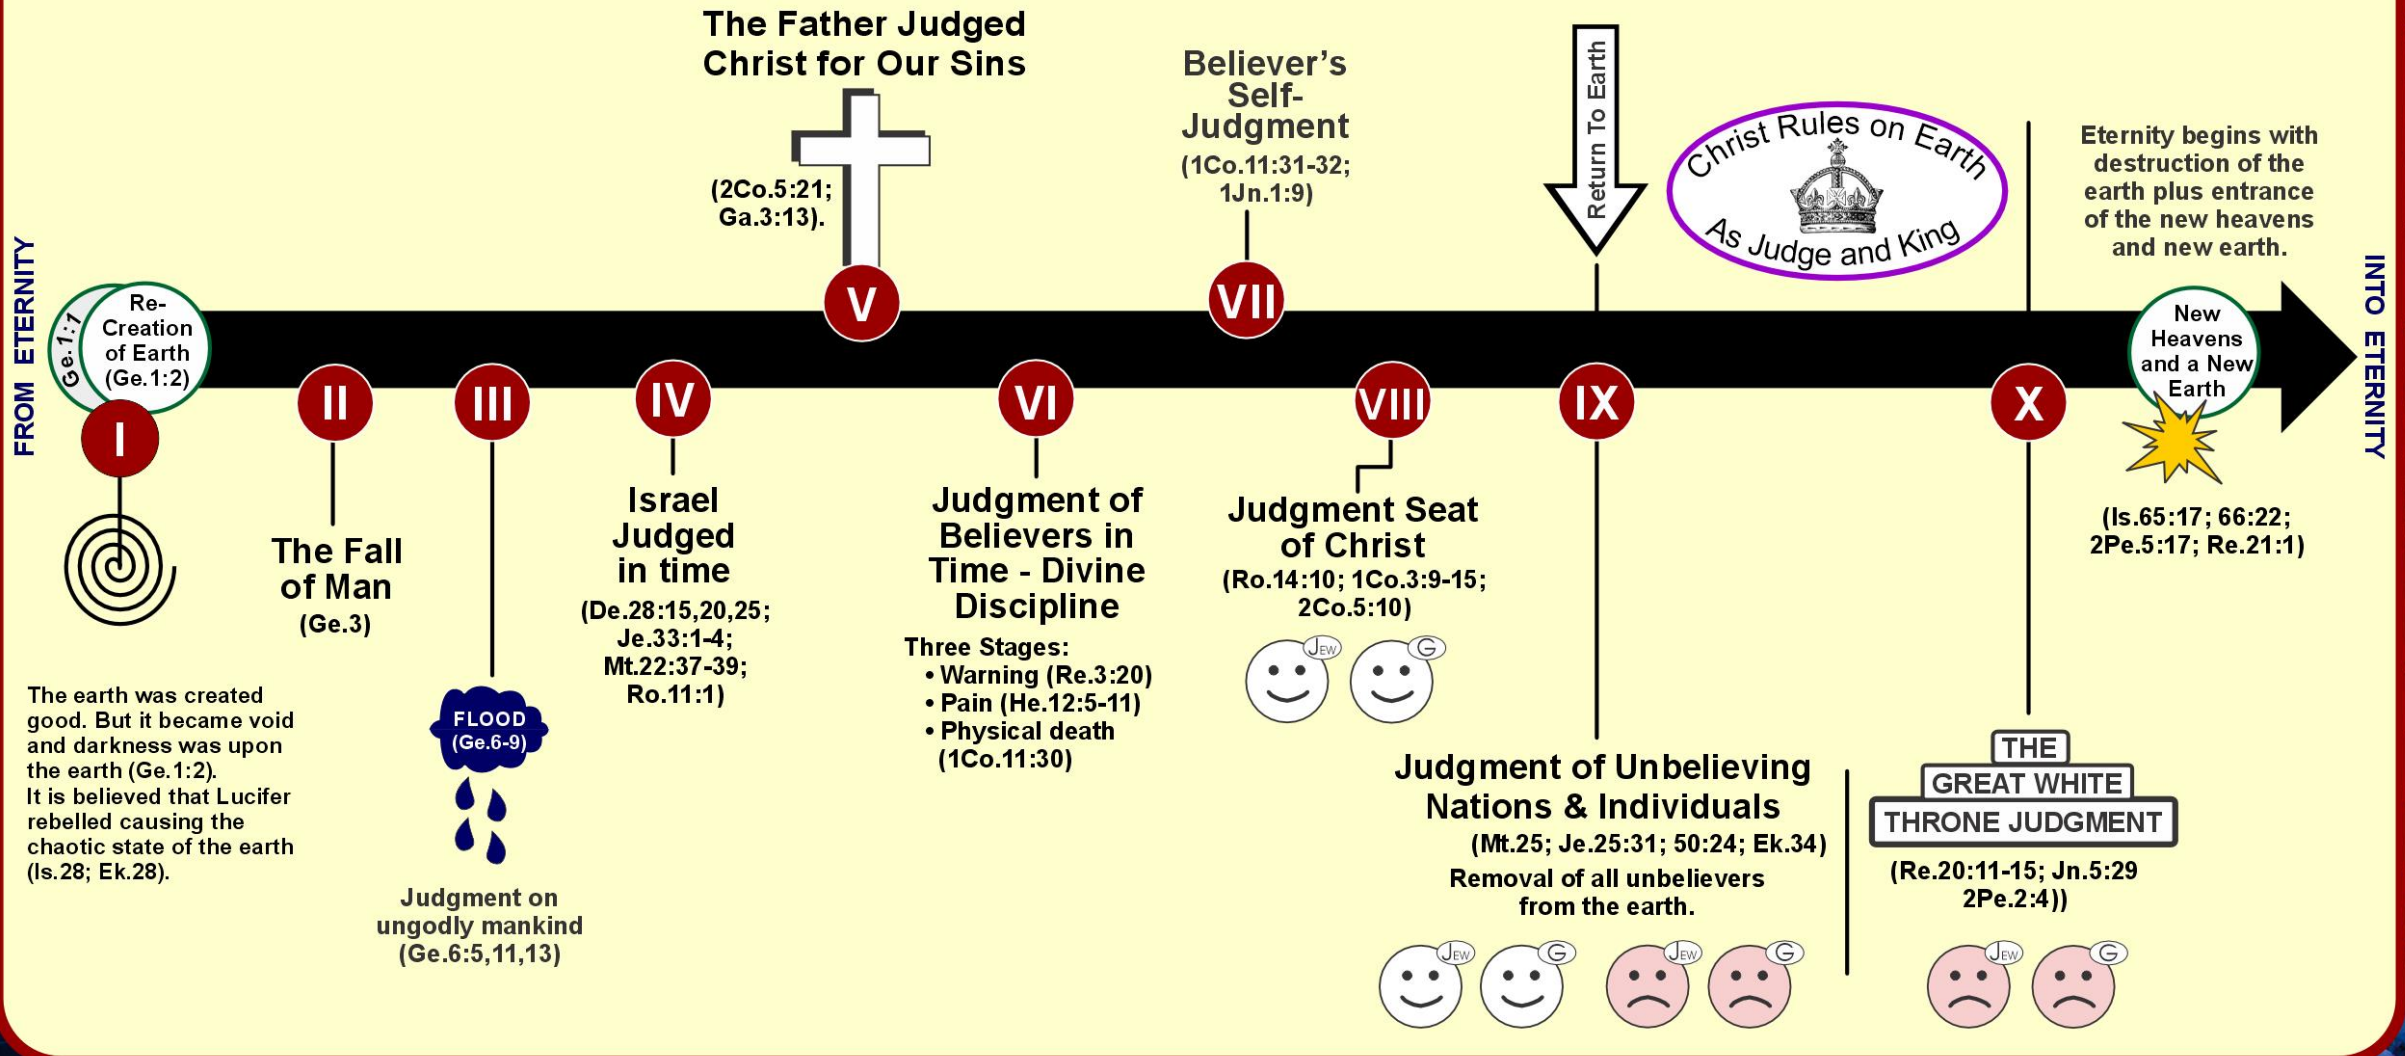 The Father Judged
Christ for Our Sins
(2Co.5:21;
Ga.3:13).
Believer's
Self-
Judgment
(1Co.11:31-32;
1Jn.1:9)
Return To Earth
Christ Rules on Earth
As Judge and King
Eternity begins with
destruction of the
earth plus entrance
of the new heavens
and new earth.
FROM ETERNITY
Ge.1:1
Re-
Creation
of Earth
(Ge.1:2)
V
VII
New
Heavens
and a New
Earth
INTO ETERNITY
I
II
III
IV
VI
VIII
IX
X
The earth was created
good. But it became void
and darkness was upon
the earth (Ge.1:2).
It is believed that Lucifer
rebelled causing the
chaotic state of the earth
(Is.28; Ek.28).
The Fall
of Man
(Ge.3)
FLOOD
(Ge.6-9)
Judgment on
ungodly mankind
(Ge.6:5,11,13)
Israel
Judged
in time
(De.28:15,20,25;
Je.33:1-4;
Mt.22:37-39;
Ro.11:1)
Judgment of
Believers in
Time - Divine
Discipline
Three Stages:
• Warning (Re.3:20)
• Pain (He.12:5-11)
• Physical death
(1Co.11:30)
Judgment Seat
of Christ
(Ro.14:10; 1Co.3:9-15;
2Co.5:10)
JEW
G
Judgment of Unbelieving
Nations & Individuals
(Mt.25; Je.25:31; 50:24; Ek.34)
Removal of all unbelievers
from the earth.
JEW
G
JEW
G
THE
GREAT WHITE
THRONE JUDGMENT
(Re.20:11-15; Jn.5:29
2Pe.2:4))
JEW
G
(Is.65:17; 66:22;
2Pe.5:17; Re.21:1)